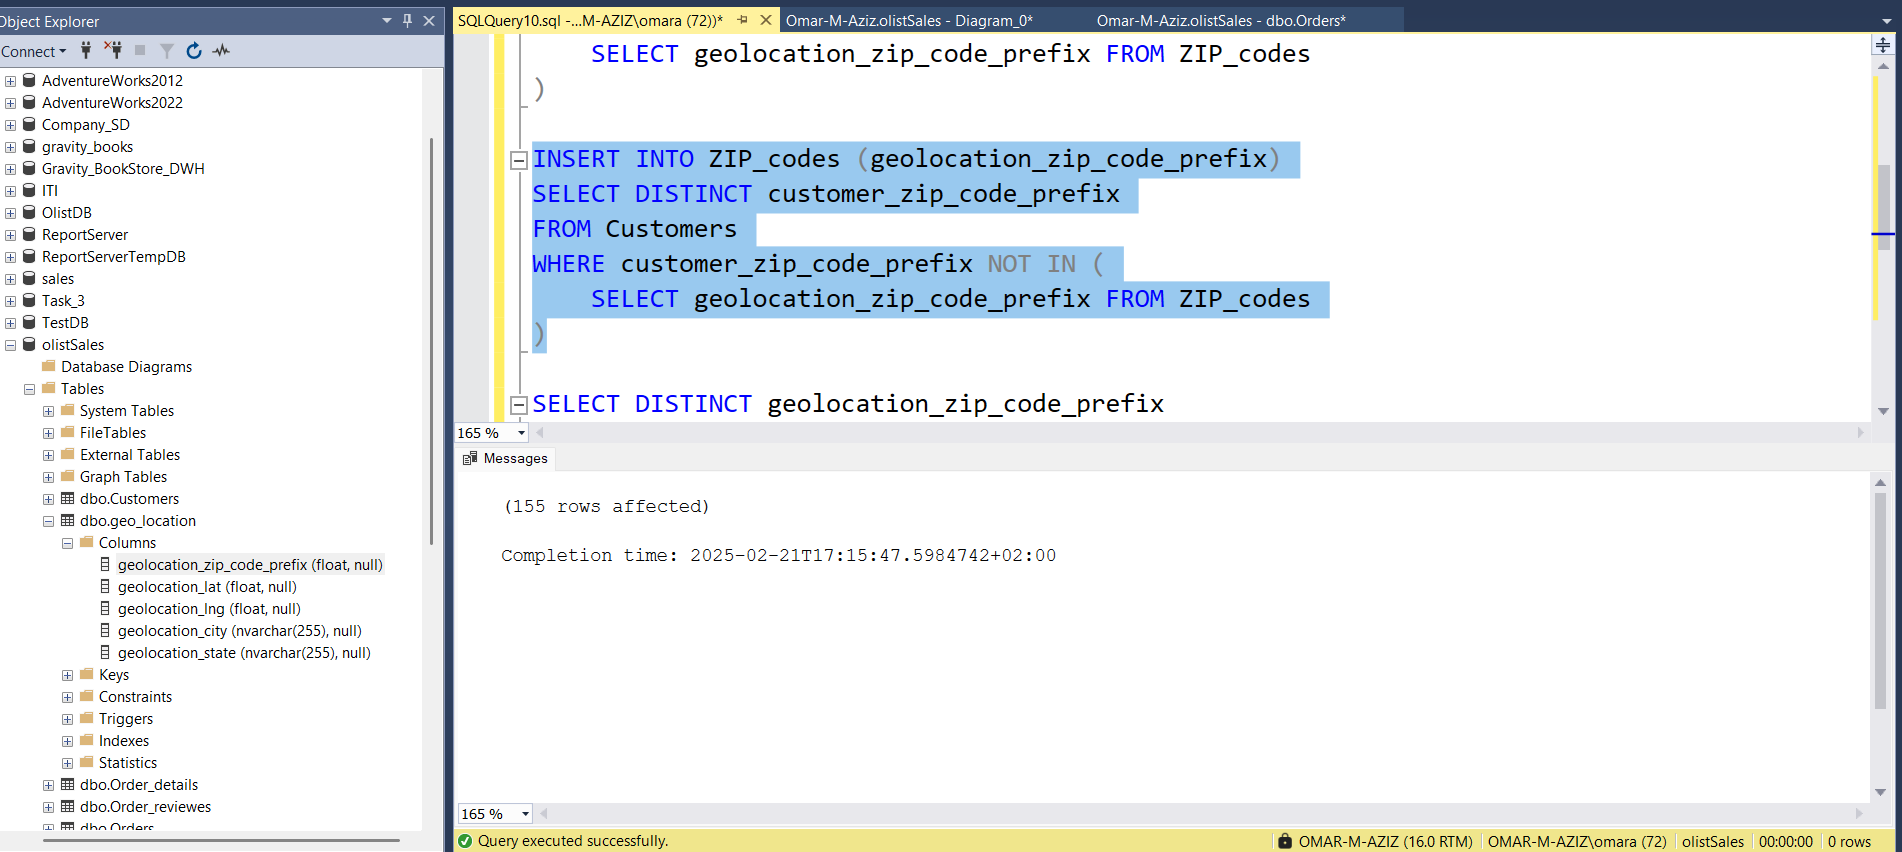 Object Explorer
Connect
AdventureWorks2012
AdventureWorks2022
Company_SD
gravity_books
Gravity_BookStore_DWH
ITI
OlistDB
ReportServer
ReportServerTempDB
sales
Task_3
TestDB
olistSales
Database Diagrams
Tables
System Tables
FileTables
External Tables
Graph Tables
dbo.Customers
dbo.geo_location
Columns
geolocation_zip_code_prefix (float, null)
geolocation_lat (float, null)
geolocation_lng (float, null)
geolocation_city (nvarchar(255), null)
geolocation_state (nvarchar(255), null)
Keys
Constraints
Triggers
Indexes
Statistics
dbo.Order_details
dbo.Order_reviewes
dbo.Orders
SQLQuery10.sql -...M-AZIZ\omara (72))*
Omar-M-Aziz.olistSales - Diagram_0*
Omar-M-Aziz.olistSales - dbo.Orders*
SELECT geolocation_zip_code_prefix FROM ZIP_codes
)
INSERT INTO ZIP_codes (geolocation_zip_code_prefix)
SELECT DISTINCT customer_zip_code_prefix
FROM Customers
WHERE customer_zip_code_prefix NOT IN (
SELECT geolocation_zip_code_prefix FROM ZIP_codes
)
SELECT DISTINCT geolocation_zip_code_prefix
165 %
Messages
(155 rows affected)
Completion time: 2025-02-21T17:15:47.5984742+02:00
165 %
Query executed successfully.
OMAR-M-AZIZ (16.0 RTM)
OMAR-M-AZIZ\omara (72)
olistSales
00:00:00
0 rows